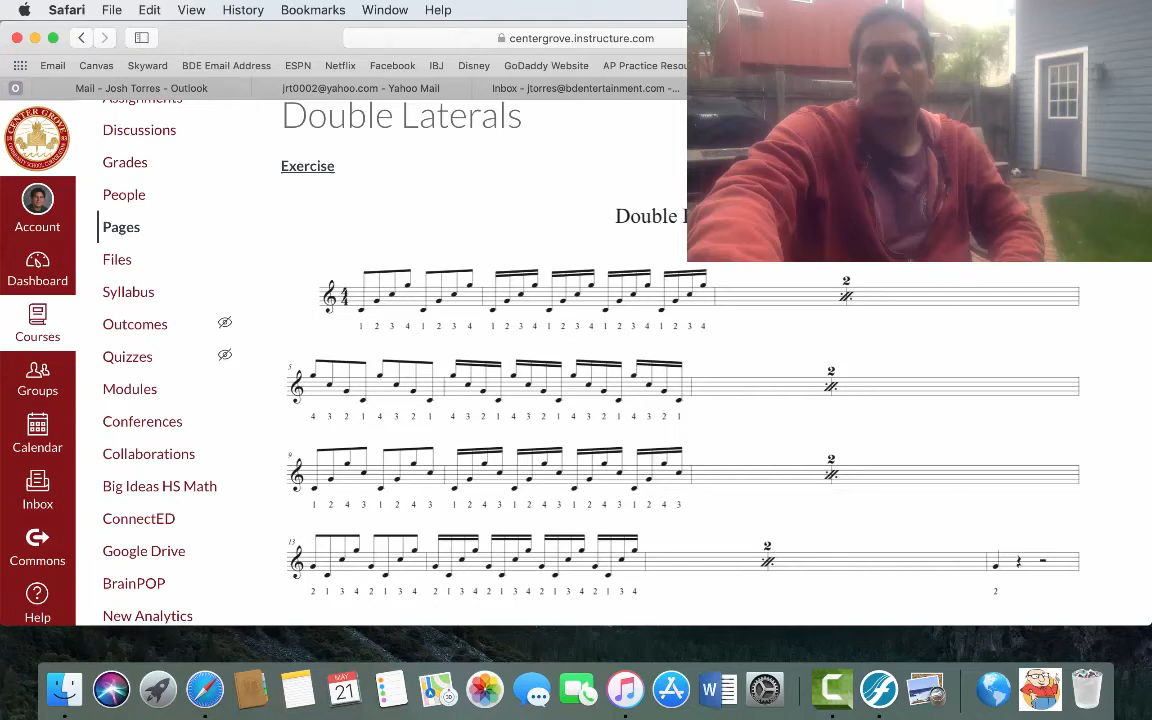 Safari File Edit View History Bookmarks Window Help
centergrove.instructure.com
Email Canvas Skyward BDE Email Address ESPN Netflix Facebook IBJ Disney GoDaddy Website AP Practice Resou
O Mail - Josh Torres - Outlook jrt0002@yahoo.com - Yahoo Mail Inbox - jtorres@bdentertainment.com -...
CENTER GROVE
Assignments
Discussions
Grades
People
Pages
Files
Syllabus
Outcomes
Quizzes
Modules
Conferences
Collaborations
Big Ideas HS Math
ConnectED
Google Drive
BrainPOP
New Analytics
Account
Dashboard
Courses
Groups
Calendar
Inbox
Commons
Help
Double Laterals
Exercise
Double
2
4 4
1 2 3 4 1 2 3 4 1 2 3 4 1 2 3 4 1 2 3 4 1 2 3 4
5
2
4 3 2 1 4 3 2 1 4 3 2 1 4 3 2 1 4 3 2 1 4 3 2 1
9
2
1 2 4 3 1 2 4 3 1 2 4 3 1 2 4 3 1 2 4 3 1 2 4 3
13
2
2 1 3 4 2 1 3 4 2 1 3 4 2 1 3 4 2 1 3 4 2 1 3 4 2
MAY
21
3D
W
C